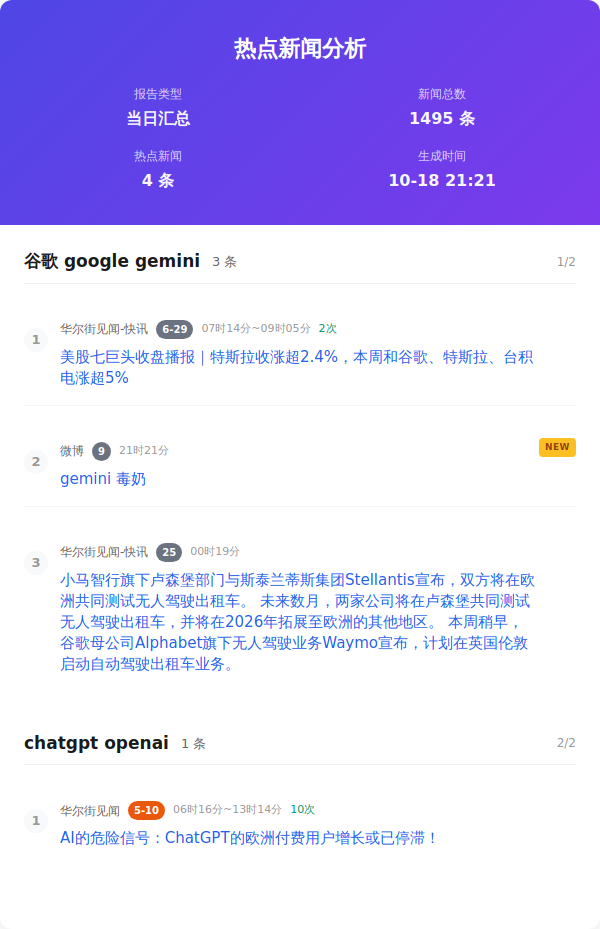 热点新闻分析
报告类型
新闻总数
当日汇总
1495 条
热点新闻
生成时间
4 条
10-18 21:21
谷歌 google gemini 3 条 1/2
1 华尔街见闻-快讯 6-29 07时14分~09时05分 2次
美股七巨头收盘播报｜特斯拉收涨超2.4%，本周和谷歌、特斯拉、台积
电涨超5%
2 微博 9 21时21分 NEW
gemini 毒奶
3 华尔街见闻-快讯 25 00时19分
小马智行旗下卢森堡部门与斯泰兰蒂斯集团Stellantis宣布，双方将在欧
洲共同测试无人驾驶出租车。 未来数月，两家公司将在卢森堡共同测试
无人驾驶出租车，并将在2026年拓展至欧洲的其他地区。 本周稍早，
谷歌母公司Alphabet旗下无人驾驶业务Waymo宣布，计划在英国伦敦
启动自动驾驶出租车业务。
chatgpt openai 1 条 2/2
1 华尔街见闻 5-10 06时16分~13时14分 10次
AI的危险信号：ChatGPT的欧洲付费用户增长或已停滞！